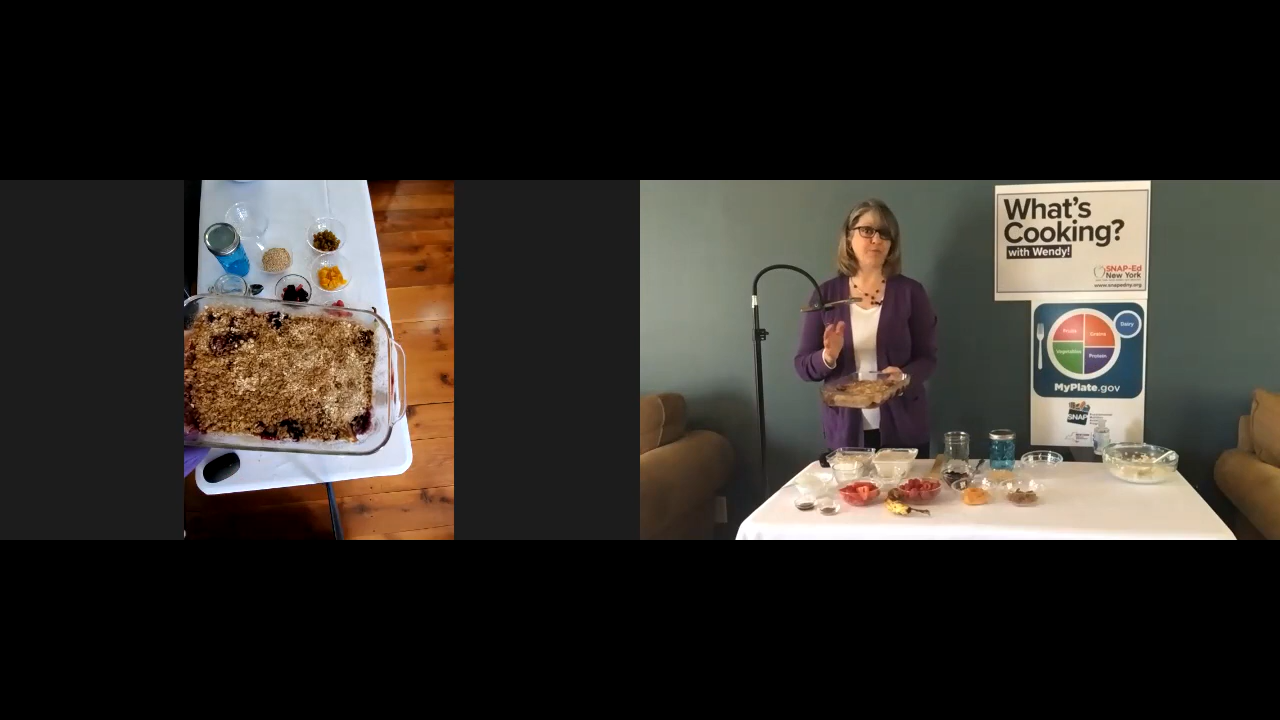 What's
Cooking?
with Wendy!
SNAP-Ed
New York
www.snapedny.org
Dairy
Fruits
Grains
Vegetables
Protein
MyPlate.gov
SNAP